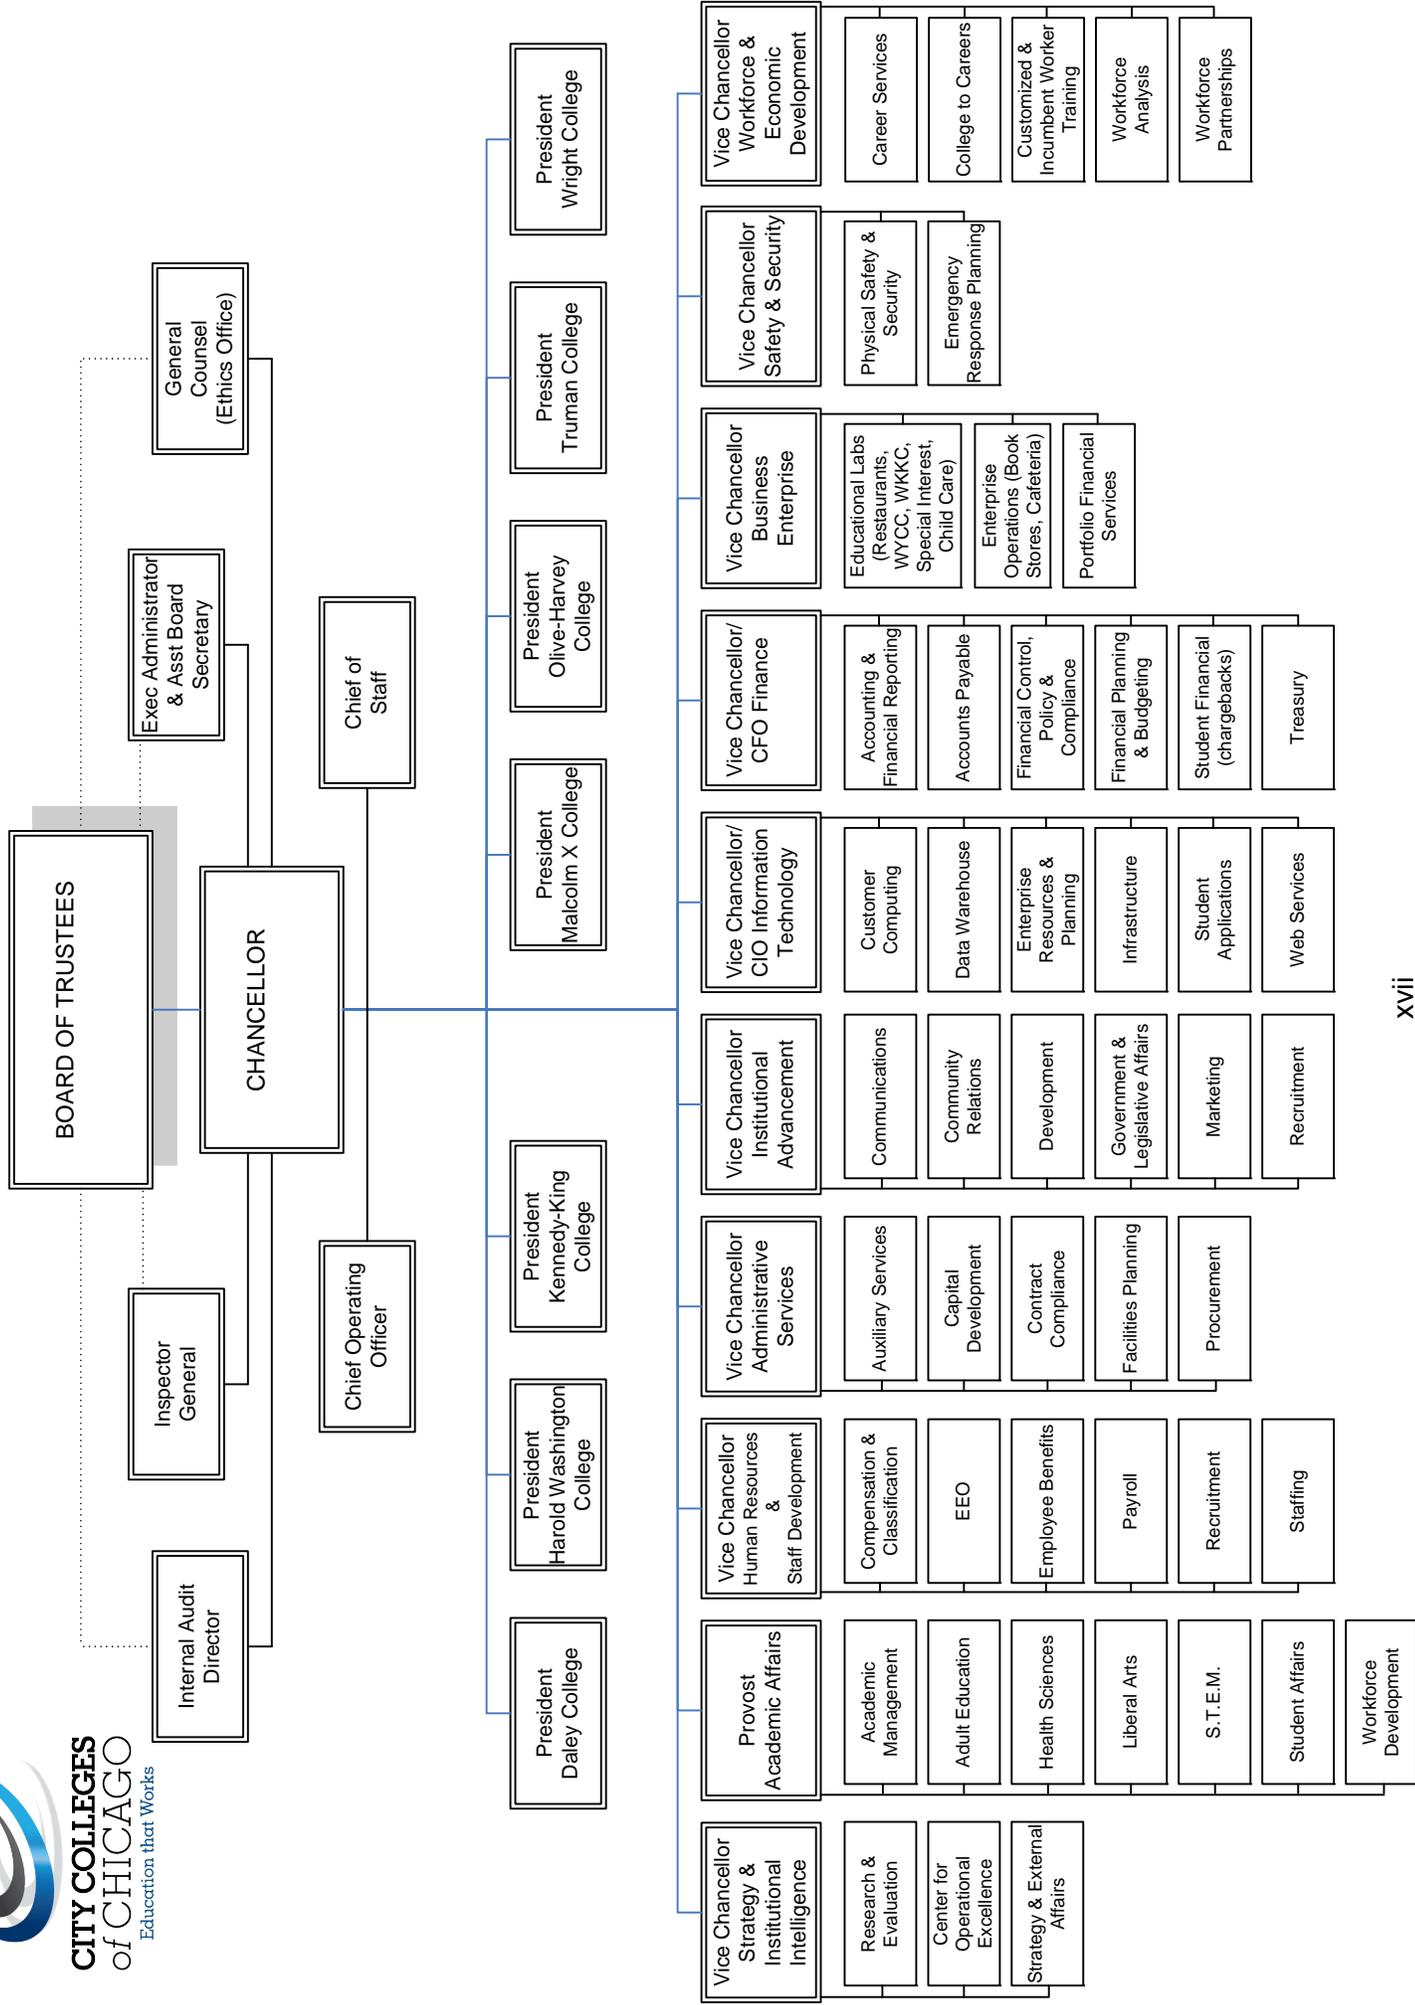 CITY COLLEGES
of CHICAGO
Education that Works
BOARD OF TRUSTEES
Internal Audit
Director
Inspector
General
Exec Administrator
& Asst Board
Secretary
General
Counsel
(Ethics Office)
CHANCELLOR
Chief Operating
Officer
Chief of
Staff
President
Daley College
President
Harold Washington
College
President
Kennedy-King
College
President
Malcolm X College
President
Olive-Harvey
College
President
Truman College
President
Wright College
Vice Chancellor
Strategy &
Institutional
Intelligence
Research &
Evaluation
Center for
Operational
Excellence
Strategy & External
Affairs
Provost
Academic Affairs
Academic
Management
Adult Education
Health Sciences
Liberal Arts
S.T.E.M.
Student Affairs
Workforce
Development
Vice Chancellor
Human Resources
&
Staff Development
Compensation &
Classification
EEO
Employee Benefits
Payroll
Recruitment
Staffing
Vice Chancellor
Administrative
Services
Auxiliary Services
Capital
Development
Contract
Compliance
Facilities Planning
Procurement
Vice Chancellor
Institutional
Advancement
Communications
Community
Relations
Development
Government &
Legislative Affairs
Marketing
Recruitment
Vice Chancellor/
CIO Information
Technology
Customer
Computing
Data Warehouse
Enterprise
Resources &
Planning
Infrastructure
Student
Applications
Web Services
Vice Chancellor/
CFO Finance
Accounting &
Financial Reporting
Accounts Payable
Financial Control,
Policy &
Compliance
Financial Planning
& Budgeting
Student Financial
(chargebacks)
Treasury
Vice Chancellor
Business
Enterprise
Educational Labs
(Restaurants,
WYCC, WKKC,
Special Interest,
Child Care)
Enterprise
Operations (Book
Stores, Cafeteria)
Portfolio Financial
Services
Vice Chancellor
Safety & Security
Physical Safety &
Security
Emergency
Response Planning
Vice Chancellor
Workforce &
Economic
Development
Career Services
College to Careers
Customized &
Incumbent Worker
Training
Workforce
Analysis
Workforce
Partnerships
xvii